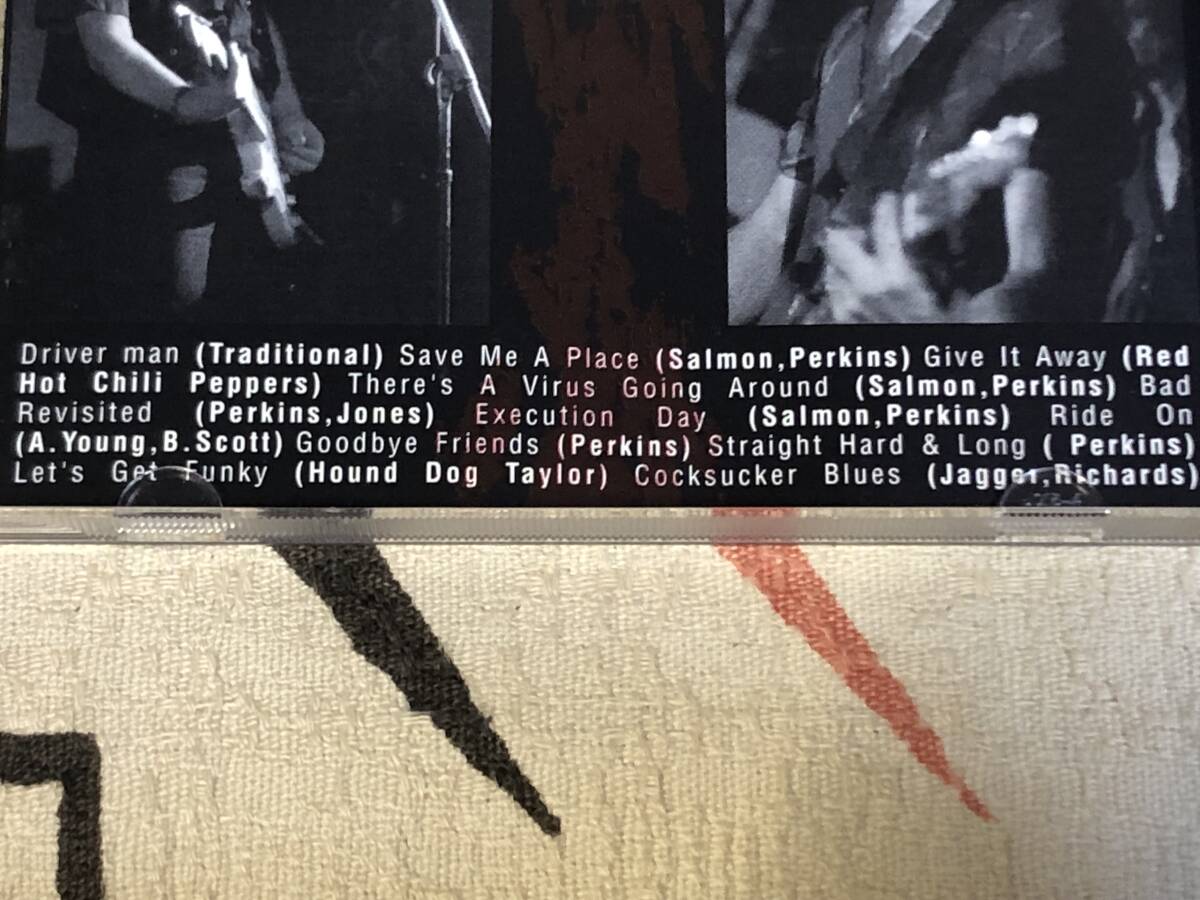 Driver man (Traditional) Save Me A Place (Salmon,Perkins) Give It Away (Red
Hot Chili Peppers) There's A Virus Going Around (Salmon,Perkins) Bad
Revisited (Perkins,Jones) Execution Day (Salmon,Perkins) Ride On
(A.Young,B.Scott) Goodbye Friends (Perkins) Straight Hard & Long ( Perkins)
Let's Get Funky (Hound Dog Taylor) Cocksucker Blues (Jagger,Richards)